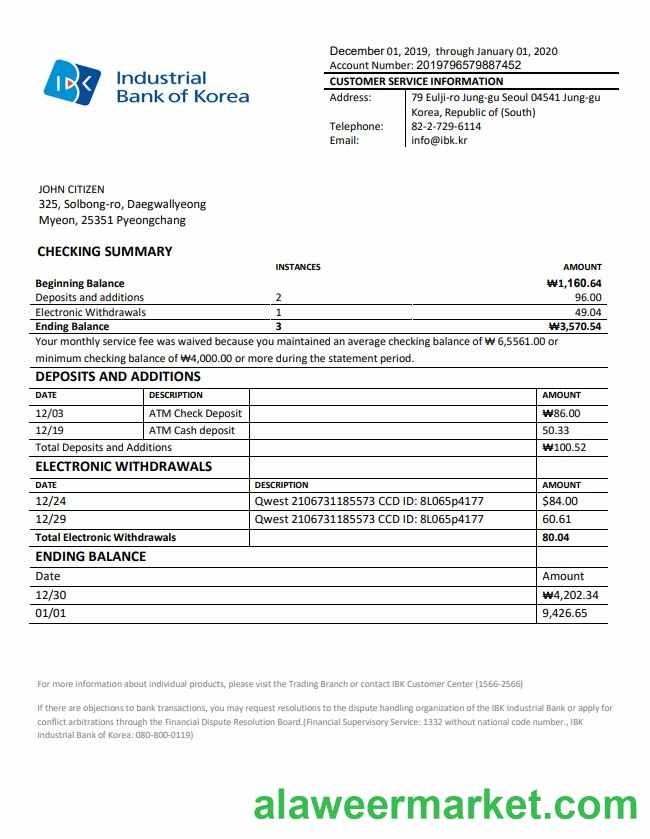 IBK
Industrial
Bank of Korea
December 01, 2019, through January 01, 2020
Account Number: 2019796579887452
CUSTOMER SERVICE INFORMATION
Address: 79 Eulji-ro Jung-gu Seoul 04541 Jung-gu
Korea, Republic of (South)
Telephone: 82-2-729-6114
Email: info@ibk.kr
JOHN CITIZEN
325, Solbong-ro, Daegwallyeong
Myeon, 25351 Pyeongchang
CHECKING SUMMARY
INSTANCES AMOUNT
Beginning Balance ₩1,160.64
Deposits and additions 2 96.00
Electronic Withdrawals 1 49.04
Ending Balance 3 ₩3,570.54
Your monthly service fee was waived because you maintained an average checking balance of ₩ 6,5561.00 or
minimum checking balance of ₩4,000.00 or more during the statement period.
DEPOSITS AND ADDITIONS
DATE DESCRIPTION AMOUNT
12/03 ATM Check Deposit ₩86.00
12/19 ATM Cash deposit 50.33
Total Deposits and Additions ₩100.52
ELECTRONIC WITHDRAWALS
DATE DESCRIPTION AMOUNT
12/24 Qwest 2106731185573 CCD ID: 8L065p4177 $84.00
12/29 Qwest 2106731185573 CCD ID: 8L065p4177 60.61
Total Electronic Withdrawals 80.04
ENDING BALANCE
Date Amount
12/30 ₩4,202.34
01/01 9,426.65
For more information about individual products, please visit the Trading Branch or contact IBK Customer Center (1566-2566)
If there are objections to bank transactions, you may request resolutions to the dispute handling organization of the IBK Industrial Bank or apply for
conflict arbitrations through the Financial Dispute Resolution Board.(Financial Supervisory Service: 1332 without national code number., IBK
Industrial Bank of Korea: 080-800-0119)
alaweermarket.com